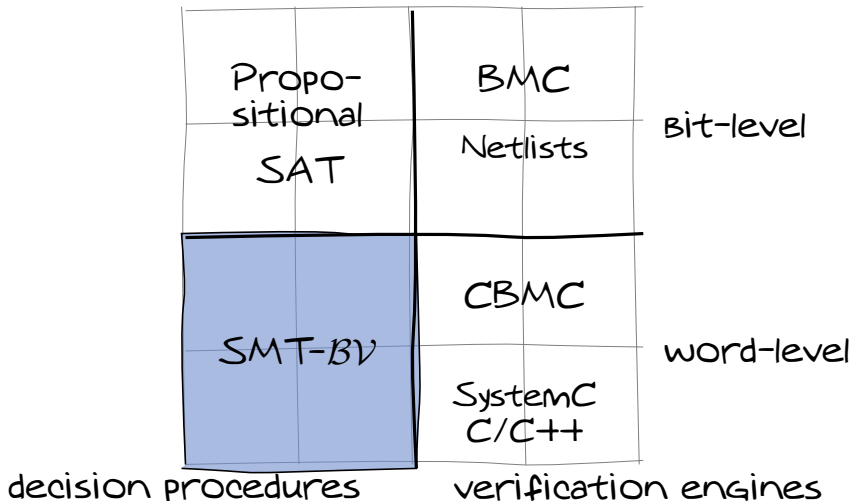 Propo-
sitional
SAT
BMC
Netlists
Bit-level
SMT-BV
CBMC
SystemC
C/C++
word-level
decision procedures
verification engines